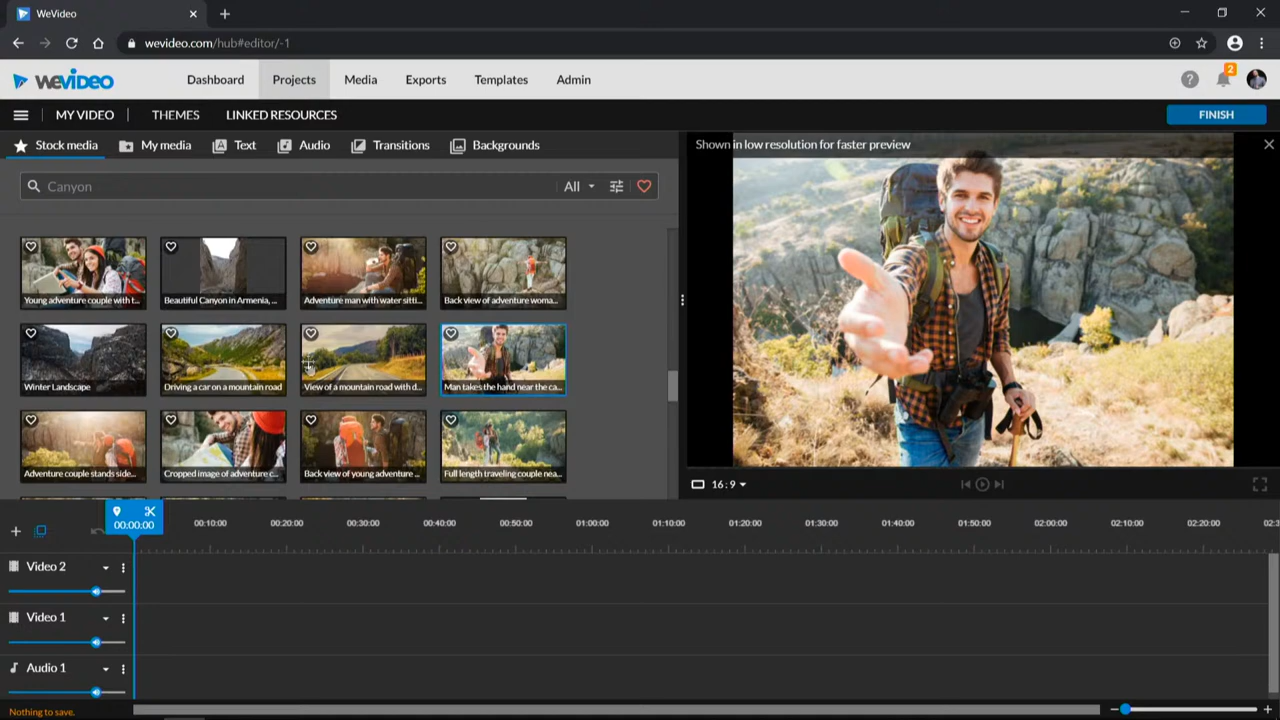 WeVideo
wevideo.com/hub#editor/-1
WEVIDEO
Dashboard
Projects
Media
Exports
Templates
Admin
2
MY VIDEO
THEMES
LINKED RESOURCES
FINISH
Stock media
My media
Text
Audio
Transitions
Backgrounds
Shown in low resolution for faster preview
Canyon
All
Young adventure couple with t...
Beautiful Canyon in Armenia, ...
Adventure man with water sitti...
Back view of adventure woma...
Winter Landscape
Driving a car on a mountain road
View of a mountain road with d...
Man takes the hand near the ca...
Adventure couple stands side...
Cropped image of adventure c...
Back view of young adventure ...
Full length traveling couple nea...
16:9
00:00:00
00:10:00
00:20:00
00:30:00
00:40:00
00:50:00
01:00:00
01:10:00
01:20:00
01:30:00
01:40:00
01:50:00
02:00:00
02:10:00
02:20:00
02:3
Video 2
Video 1
Audio 1
Nothing to save.